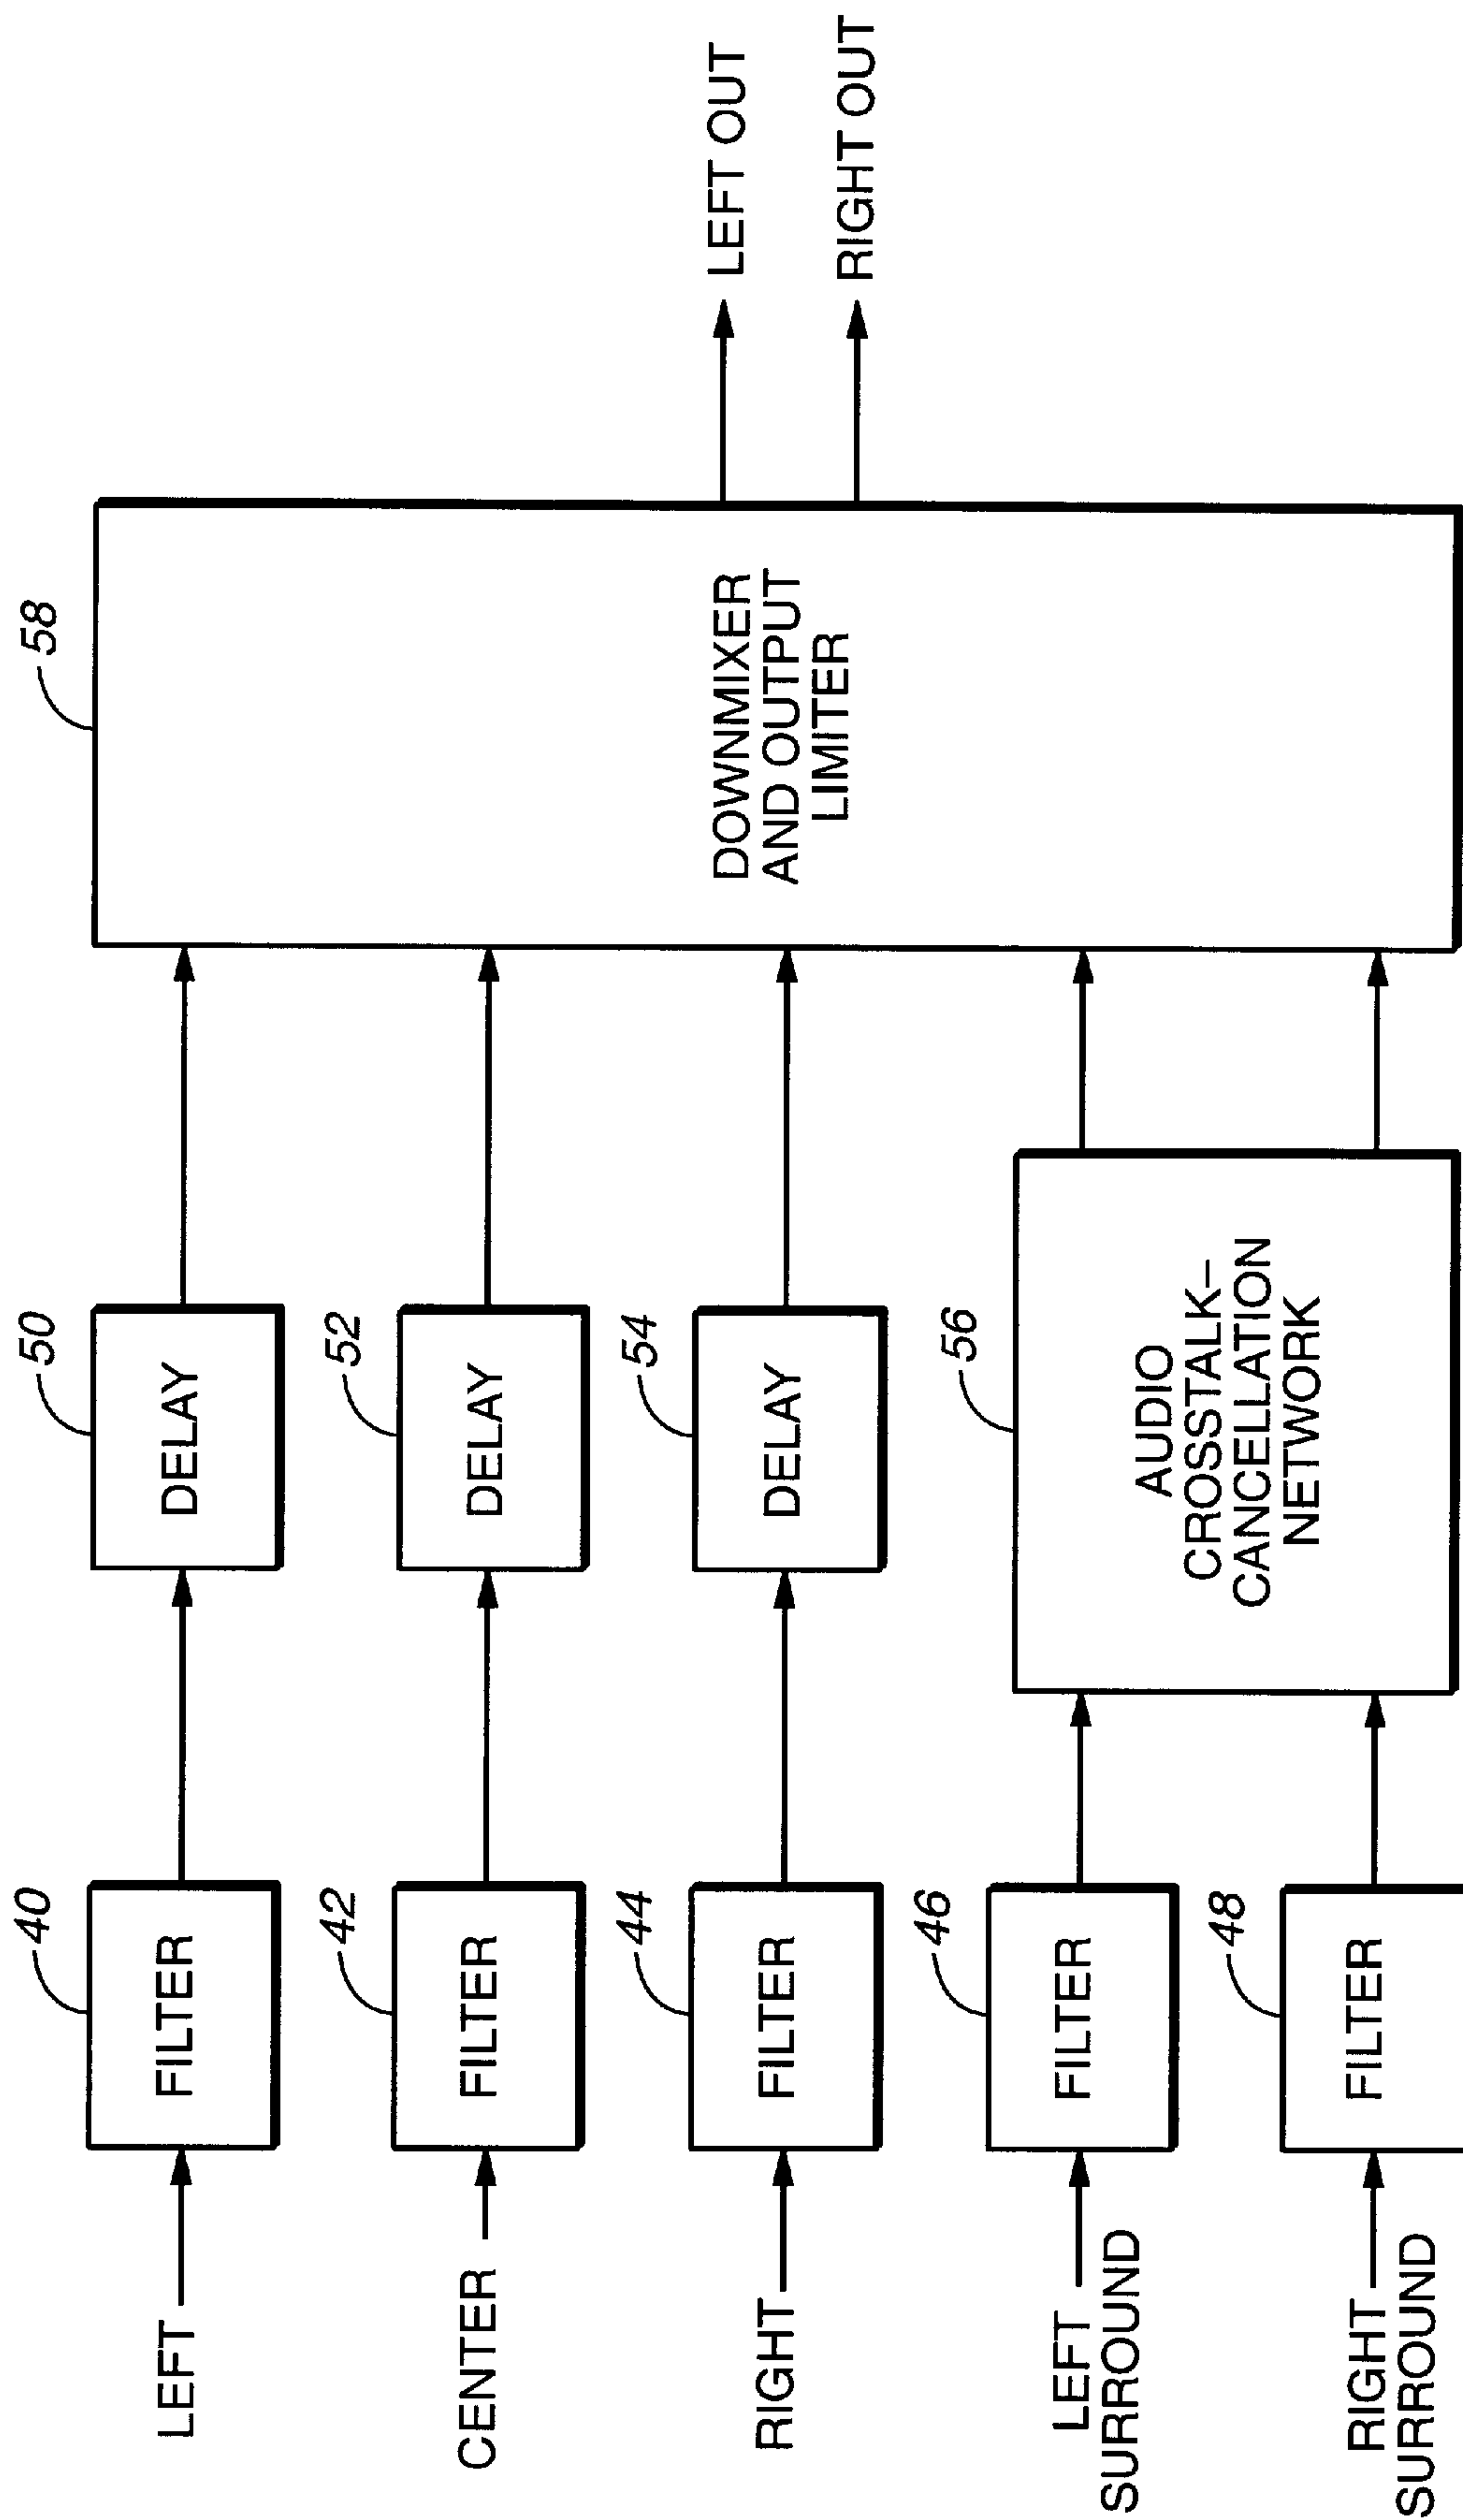 40
50
58
LEFT
FILTER
DELAY
42
52
CENTER
FILTER
DELAY
44
54
RIGHT
FILTER
DELAY
DOWNMIXER
AND OUTPUT
LIMITER
LEFT OUT
RIGHT OUT
46
56
LEFT
SURROUND
FILTER
AUDIO
CROSSTALK–
CANCELLATION
NETWORK
48
RIGHT
SURROUND
FILTER